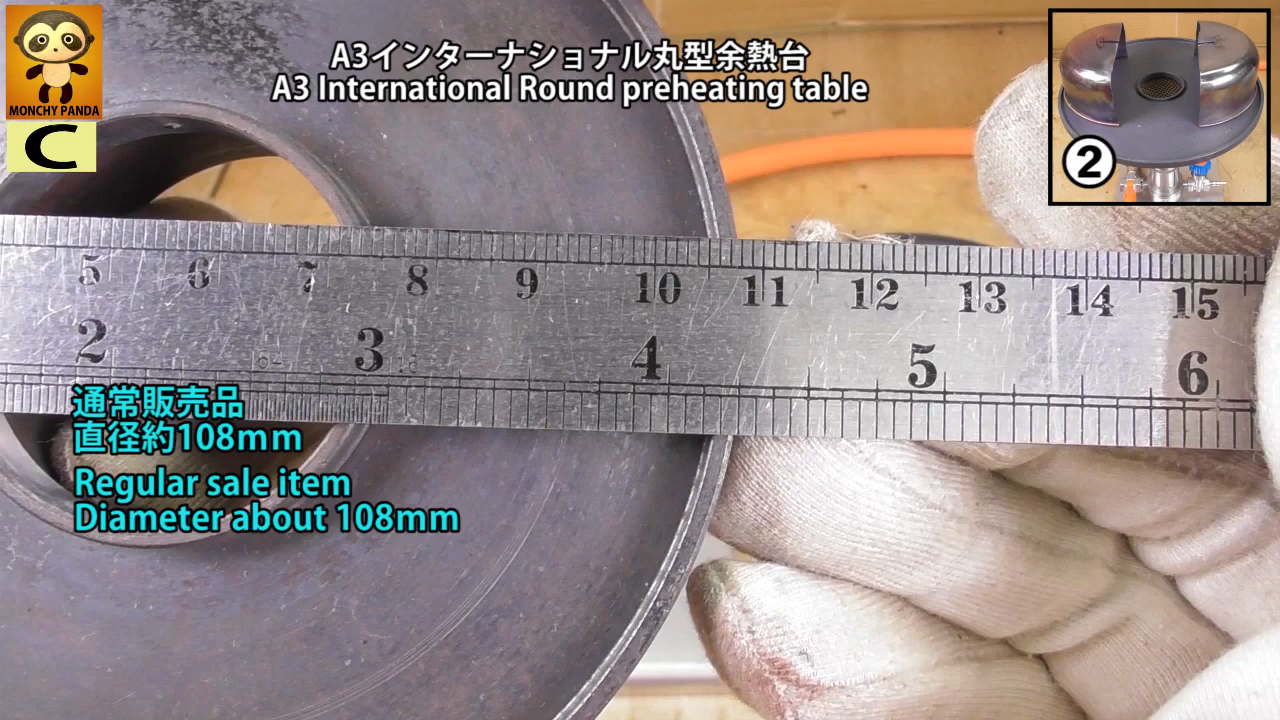 MONCHY PANDA
C
A3インターナショナル丸型余熱台
A3 International Round preheating table
②
5 6 7 8 9 10 11 12 13 14 15
2 3 4 5 6
通常販売品
直径約108mm
Regular sale item
Diameter about 108mm